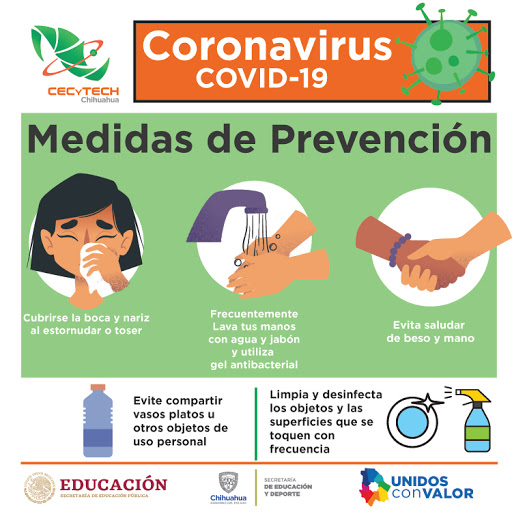 CECyTECH
Chihuahua
Coronavirus
COVID-19
Medidas de Prevención
Cubrirse la boca y nariz
al estornudar o toser
Frecuentemente
Lava tus manos
con agua y jabón
y utiliza
gel antibacterial
Evita saludar
de beso y mano
Evite compartir
vasos platos u
otros objetos de
uso personal
Limpia y desinfecta
los objetos y las
superficies que se
toquen con
frecuencia
EDUCACIÓN
SECRETARÍA DE EDUCACIÓN PÚBLICA
Chihuahua
SECRETARÍA
DE EDUCACIÓN
Y DEPORTE
UNIDOS
conVALOR